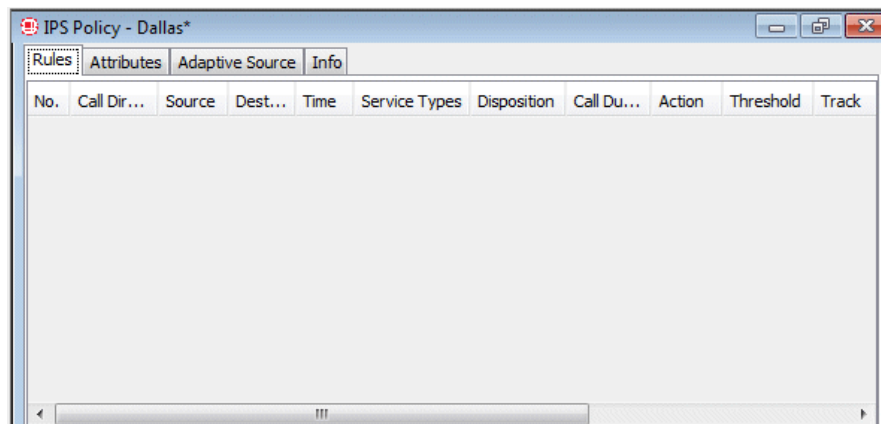 IPS Policy - Dallas*
Rules Attributes Adaptive Source Info
No. Call Dir... Source Dest... Time Service Types Disposition Call Du... Action Threshold Track